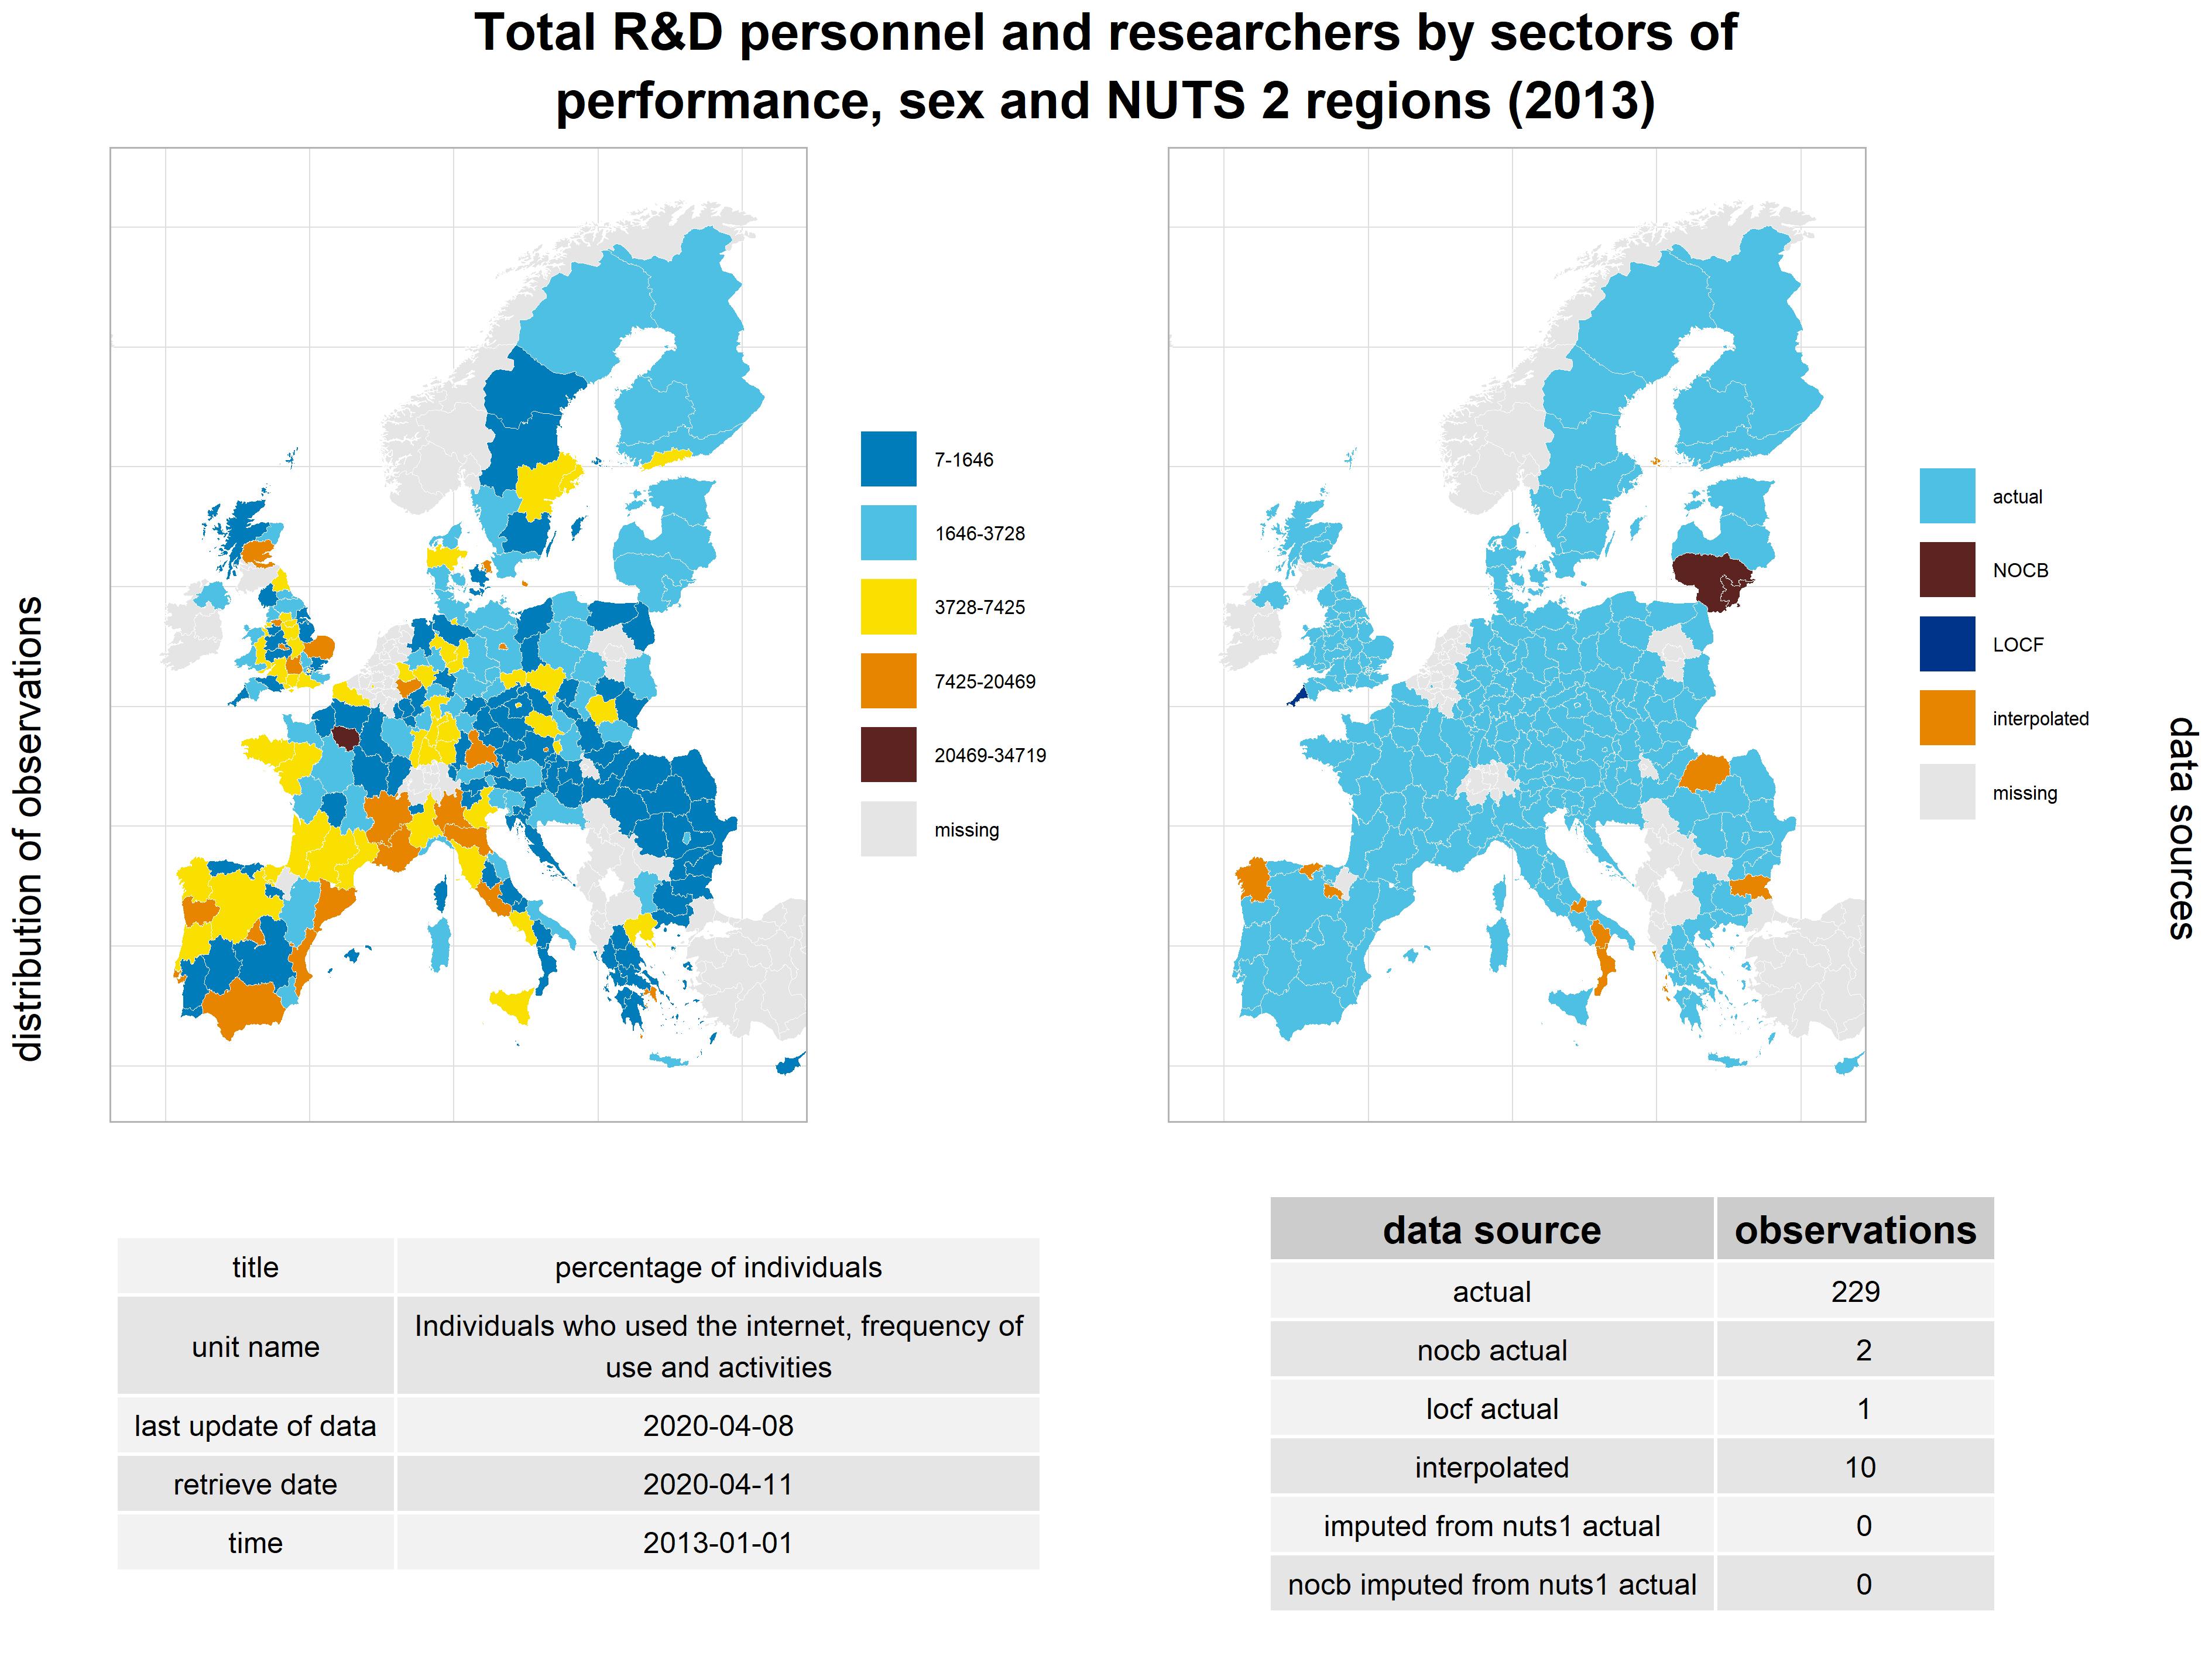 Total R&D personnel and researchers by sectors of
performance, sex and NUTS 2 regions (2013)
distribution of observations
7-1646
1646-3728
3728-7425
7425-20469
20469-34719
missing
actual
NOCB
LOCF
interpolated
missing
data sources
title percentage of individuals
unit name Individuals who used the internet, frequency of
use and activities
last update of data 2020-04-08
retrieve date 2020-04-11
time 2013-01-01
data source observations
actual 229
nocb actual 2
locf actual 1
interpolated 10
imputed from nuts1 actual 0
nocb imputed from nuts1 actual 0